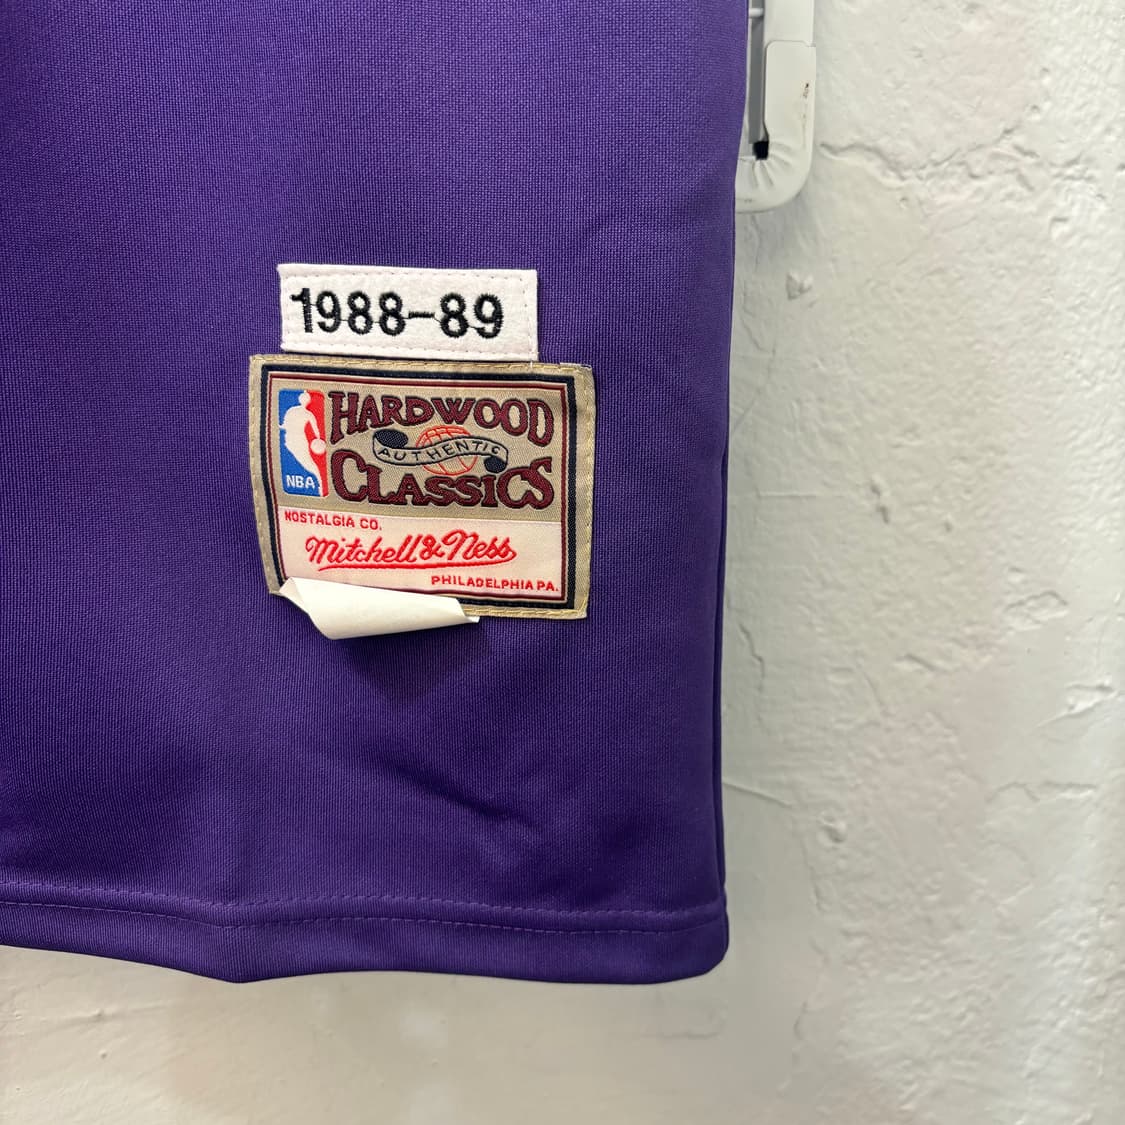 1988-89
HARDWOOD
AUTHENTIC
CLASSICS
NBA
NOSTALGIA CO.
Mitchell & Ness
PHILADELPHIA PA.